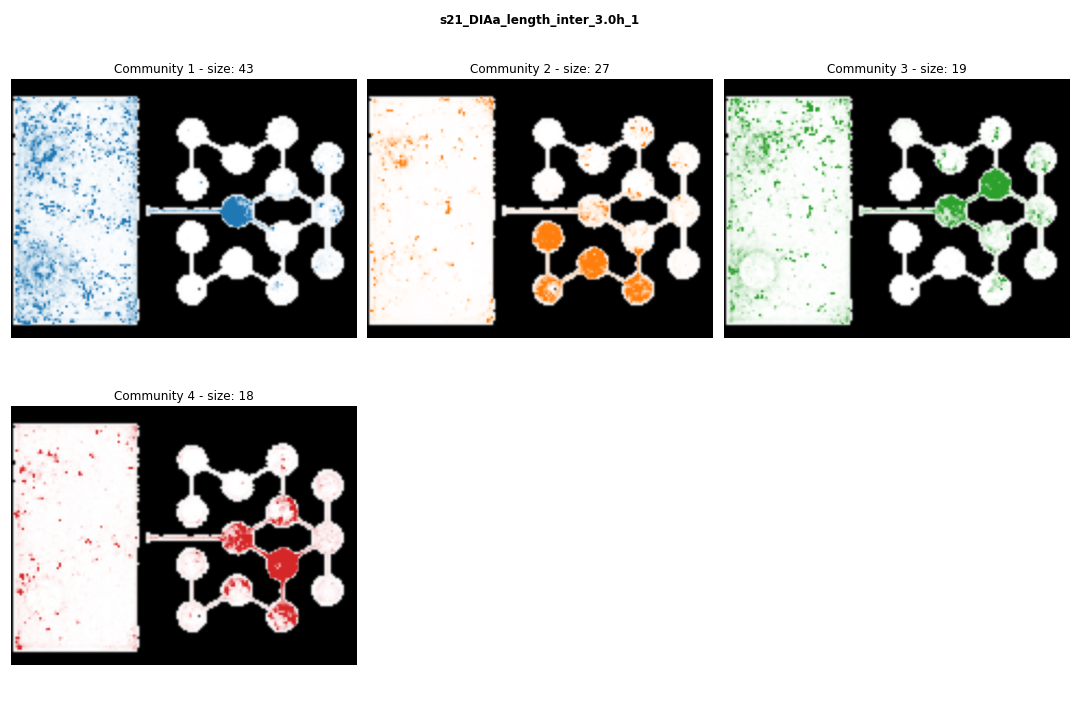 s21_DIAa_length_inter_3.0h_1
Community 1 - size: 43
Community 2 - size: 27
Community 3 - size: 19
Community 4 - size: 18